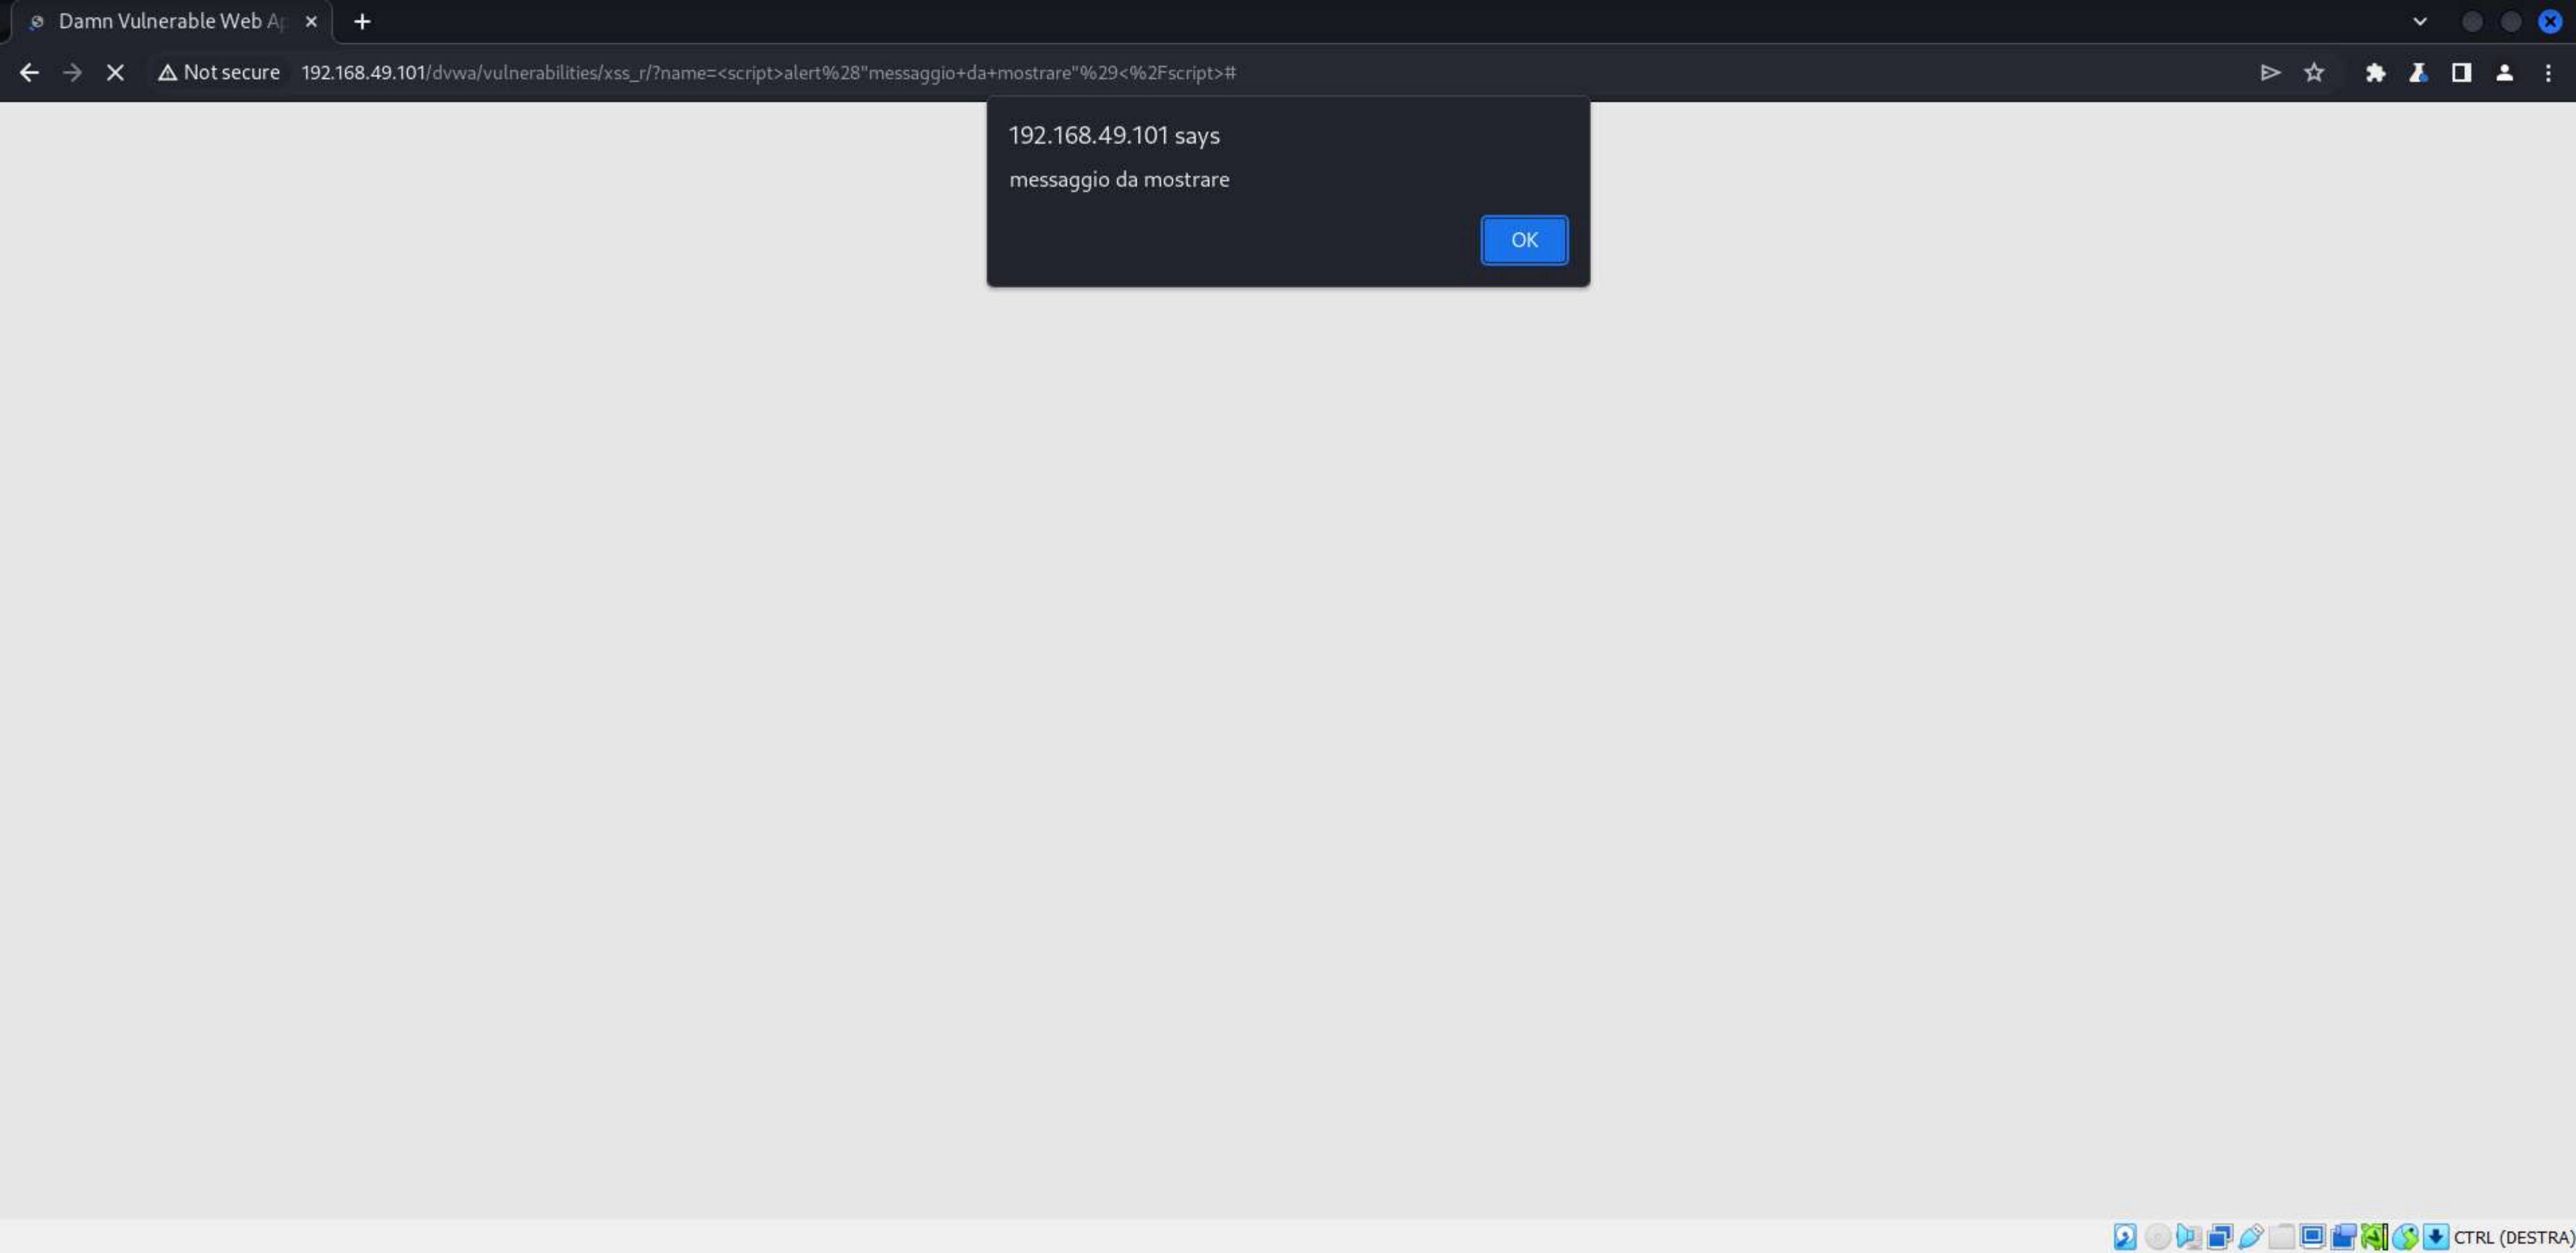 Damn Vulnerable Web Ap
Not secure 192.168.49.101/dvwa/vulnerabilities/xss_r/?name=<script>alert%28"messaggio+da+mostrare"%29<%2Fscript>#
192.168.49.101 says
messaggio da mostrare
OK
CTRL (DESTRA)